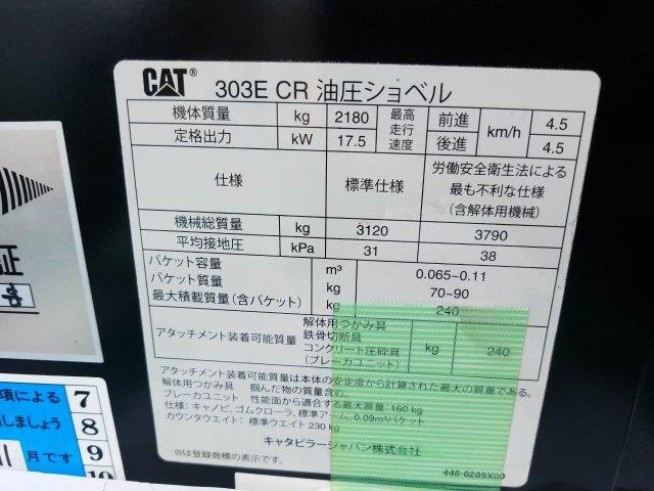 CAT® 303E CR 油圧ショベル
機体質量 kg 2180 最高走行速度 前進 km/h 4.5
定格出力 kW 17.5 後進 4.5
仕様 標準仕様 労働安全衛生法による
最も不利な仕様
(含解体用機械)
機械総質量 kg 3120 3790
平均接地圧 kPa 31 38
バケット容量 m³ 0.065~0.11
バケット質量 kg 70~90
最大積載質量(含バケット) kg 240
アタッチメント装着可能質量 解体用つかみ具
鉄骨切断具
コンクリート圧砕具 kg 240
(ブレーカユニット)
アタッチメント装着可能質量は本体の安定度から計算された最大の質量である。
解体用つかみ具 掴んだ物の質量含む。
ブレーカユニット 性能面から適合する最大質量:160 kg
仕様:キャノピ、ゴムクローラ、標準アーム、0.09m³バケット
カウンタウエイト:標準ウエイト 230 kg
キャタピラージャパン株式会社
®は登録商標の表示です。
446-6209X00
証
項による 7
しましょう 8
月です 9
10